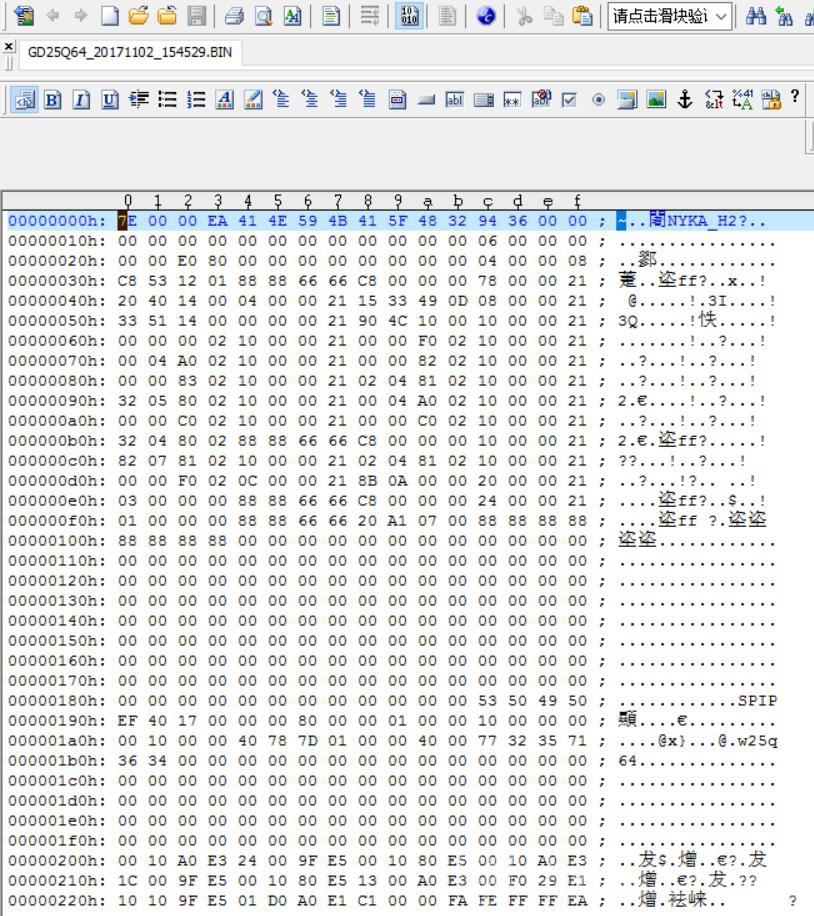 请点击滑块验i
GD25Q64_20171102_154529.BIN
0 1 2 3 4 5 6 7 8 9 a b c d e f
00000000h: 7E 00 00 EA 41 4E 59 4B 41 5F 48 32 94 36 00 00 ; ~..闍NYKA_H2?..
00000010h: 00 00 00 00 00 00 00 00 00 00 00 00 06 00 00 00 ; ................
00000020h: 00 00 E0 80 00 00 00 00 00 00 00 00 04 00 00 08 ; ..鄝............
00000030h: C8 53 12 01 88 88 66 66 C8 00 00 00 78 00 00 21 ; 萐..垐ff?..x..!
00000040h: 20 40 14 00 04 00 00 21 15 33 49 0D 08 00 00 21 ;  @.....!.3I....!
00000050h: 33 51 14 00 00 00 00 21 90 4C 10 00 10 00 00 21 ; 3Q.....!怢.....!
00000060h: 00 00 00 02 10 00 00 21 00 00 F0 02 10 00 00 21 ; .......!..?...!
00000070h: 00 04 A0 02 10 00 00 21 00 00 82 02 10 00 00 21 ; ..?...!..?...!
00000080h: 00 00 83 02 10 00 00 21 02 04 81 02 10 00 00 21 ; ..?...!..?...!
00000090h: 32 05 80 02 10 00 00 21 00 04 A0 02 10 00 00 21 ; 2.€....!..?...!
000000a0h: 00 00 C0 02 10 00 00 21 00 00 C0 02 10 00 00 21 ; ..?...!..?...!
000000b0h: 32 04 80 02 88 88 66 66 C8 00 00 00 10 00 00 21 ; 2.€.垐ff?.....!
000000c0h: 82 07 81 02 10 00 00 21 02 04 81 02 10 00 00 21 ; ??...!..?...!
000000d0h: 00 00 F0 02 0C 00 00 21 8B 0A 00 00 20 00 00 21 ; ..?...!?.. ..!
000000e0h: 03 00 00 00 88 88 66 66 C8 00 00 00 24 00 00 21 ; ....垐ff?..$..!
000000f0h: 01 00 00 00 88 88 66 66 20 A1 07 00 88 88 88 88 ; ....垐ff ?.垐垐
00000100h: 88 88 88 88 00 00 00 00 00 00 00 00 00 00 00 00 ; 垐垐............
00000110h: 00 00 00 00 00 00 00 00 00 00 00 00 00 00 00 00 ; ................
00000120h: 00 00 00 00 00 00 00 00 00 00 00 00 00 00 00 00 ; ................
00000130h: 00 00 00 00 00 00 00 00 00 00 00 00 00 00 00 00 ; ................
00000140h: 00 00 00 00 00 00 00 00 00 00 00 00 00 00 00 00 ; ................
00000150h: 00 00 00 00 00 00 00 00 00 00 00 00 00 00 00 00 ; ................
00000160h: 00 00 00 00 00 00 00 00 00 00 00 00 00 00 00 00 ; ................
00000170h: 00 00 00 00 00 00 00 00 00 00 00 00 00 00 00 00 ; ................
00000180h: 00 00 00 00 00 00 00 00 00 00 00 00 53 50 49 50 ; ............SPIP
00000190h: EF 40 17 00 00 00 80 00 00 01 00 00 10 00 00 00 ; 顯....€.........
000001a0h: 00 10 00 00 40 78 7D 01 00 00 40 00 77 32 35 71 ; ....@x}...@.w25q
000001b0h: 36 34 00 00 00 00 00 00 00 00 00 00 00 00 00 00 ; 64..............
000001c0h: 00 00 00 00 00 00 00 00 00 00 00 00 00 00 00 00 ; ................
000001d0h: 00 00 00 00 00 00 00 00 00 00 00 00 00 00 00 00 ; ................
000001e0h: 00 00 00 00 00 00 00 00 00 00 00 00 00 00 00 00 ; ................
000001f0h: 00 00 00 00 00 00 00 00 00 00 00 00 00 00 00 00 ; ................
00000200h: 00 10 A0 E3 24 00 9F E5 00 10 80 E5 00 10 A0 E3 ; ..犮$.熷..€?.犮
00000210h: 1C 00 9F E5 00 10 80 E5 13 00 A0 E3 00 F0 29 E1 ; ..熷..€?.犮.??
00000220h: 10 10 9F E5 01 D0 A0 E1 C1 00 00 FA FE FF FF EA ; ..熷.袪崃.. ?